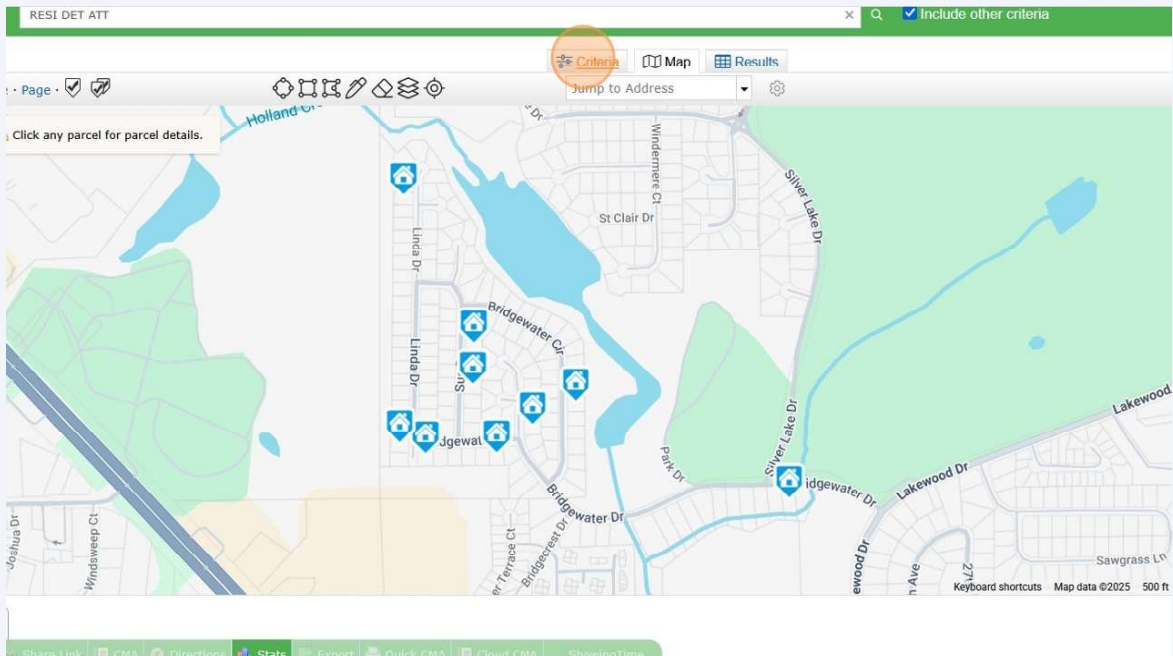 RESI DET ATT
Include other criteria
Criteria
Map
Results
Page
Jump to Address
Click any parcel for parcel details.
Holland
Windermere Ct
Silver Lake Dr
St Clair Dr
Linda Dr
Bridgewater Cir
Linda Dr
Lakewood
Silver Lake Dr
Park Dr
dgewat
idgewater Dr
Lakewood Dr
Bridgewater Dr
Joshua Dr
Windsweep Ct
er Terrace Ct
Bridgecrest Dr
ewood Dr
n Ave
Sawgrass Ln
Keyboard shortcuts Map data ©2025 500 ft
Share Link CMA Directions Stats Export Quick CMA Cloud CMA ShowingTime